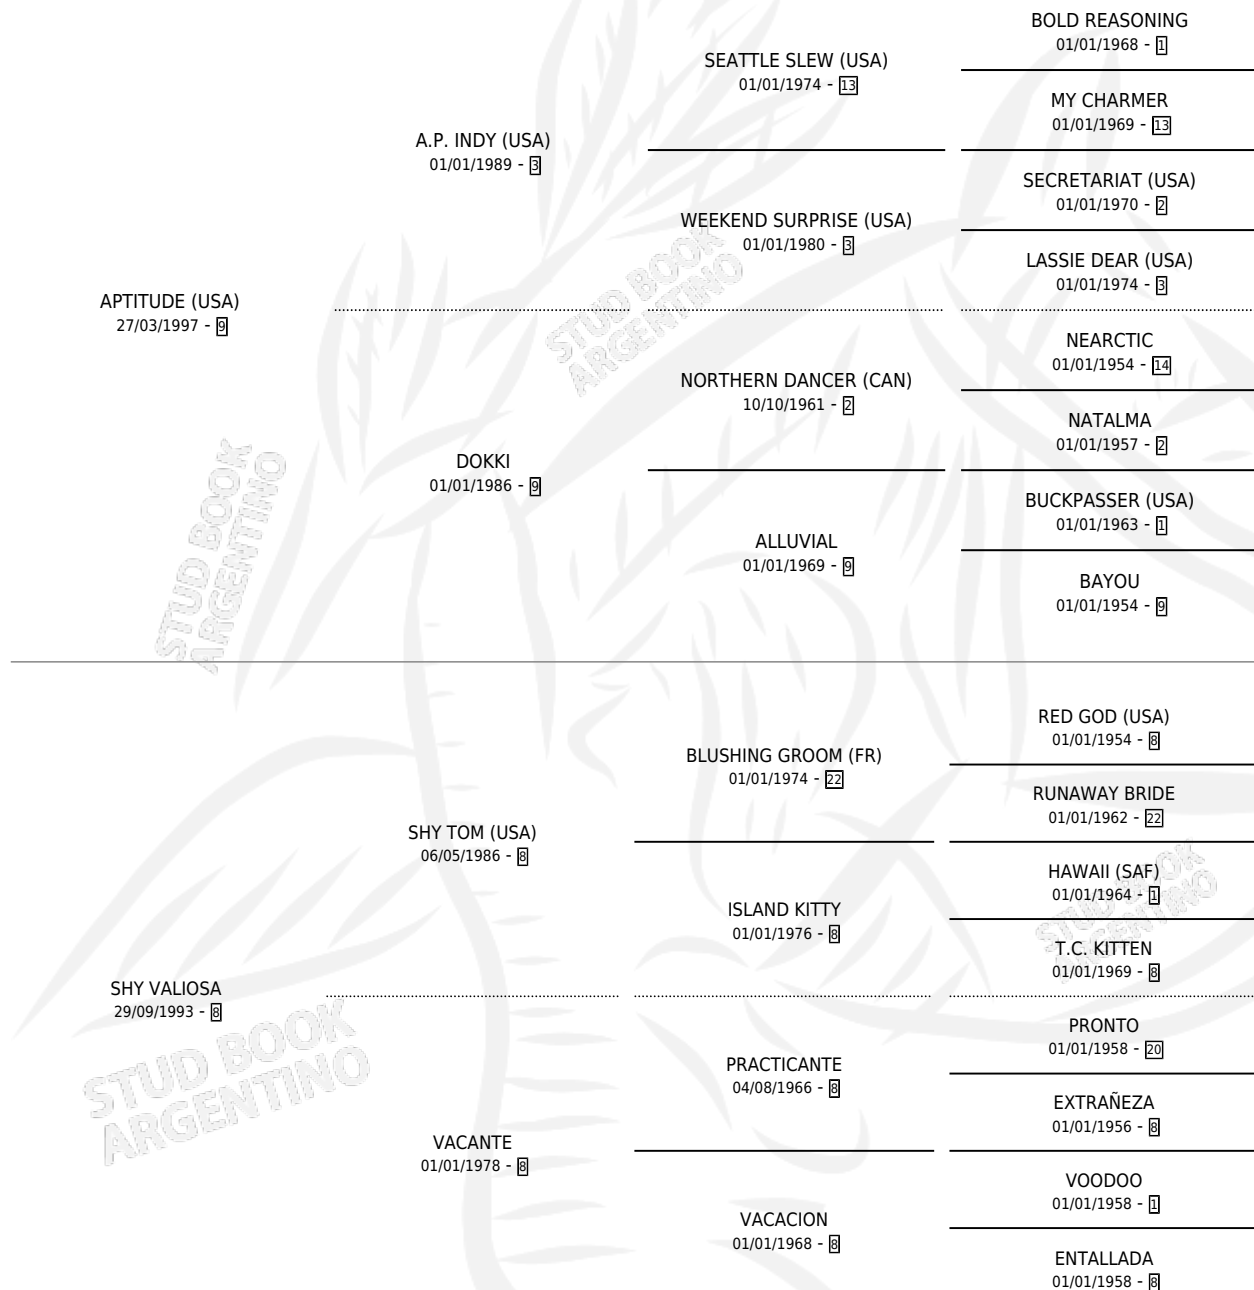 BOLD REASONING
01/01/1968 - 1
SEATTLE SLEW (USA)
01/01/1974 - 13
MY CHARMER
01/01/1969 - 13
A.P. INDY (USA)
01/01/1989 - 3
SECRETARIAT (USA)
01/01/1970 - 2
WEEKEND SURPRISE (USA)
01/01/1980 - 3
LASSIE DEAR (USA)
01/01/1974 - 3
APTITUDE (USA)
27/03/1997 - 9
NEARCTIC
01/01/1954 - 14
NORTHERN DANCER (CAN)
10/10/1961 - 2
NATALMA
01/01/1957 - 2
DOKKI
01/01/1986 - 9
BUCKPASSER (USA)
01/01/1963 - 1
ALLUVIAL
01/01/1969 - 9
BAYOU
01/01/1954 - 9
RED GOD (USA)
01/01/1954 - 8
BLUSHING GROOM (FR)
01/01/1974 - 22
RUNAWAY BRIDE
01/01/1962 - 22
SHY TOM (USA)
06/05/1986 - 8
HAWAII (SAF)
01/01/1964 - 1
ISLAND KITTY
01/01/1976 - 8
T.C. KITTEN
01/01/1969 - 8
SHY VALIOSA
29/09/1993 - 8
PRONTO
01/01/1958 - 20
PRACTICANTE
04/08/1966 - 8
EXTRAÑEZA
01/01/1956 - 8
VACANTE
01/01/1978 - 8
VOODOO
01/01/1958 - 1
VACACION
01/01/1968 - 8
ENTALLADA
01/01/1958 - 8
STUD BOOK
ARGENTINO
STUD BOOK
ARGENTINO
STUD BOOK
ARGENTINO
STUD BOOK
ARGENTINO